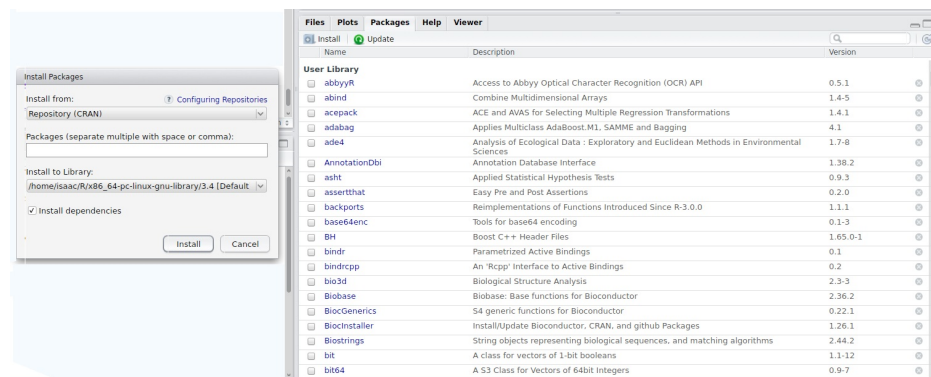 Install Packages
Install from:
? Configuring Repositories
Repository (CRAN)
Packages (separate multiple with space or comma):
Install to Library:
/home/isaac/R/x86_64-pc-linux-gnu-library/3.4 [Default
Install dependencies
Install Cancel
Files Plots Packages Help Viewer
Install Update
Name Description Version
User Library
abbyyR Access to Abbyy Optical Character Recognition (OCR) API 0.5.1
abind Combine Multidimensional Arrays 1.4-5
acepack ACE and AVAS for Selecting Multiple Regression Transformations 1.4.1
adabag Applies Multiclass AdaBoost.M1, SAMME and Bagging 4.1
ade4 Analysis of Ecological Data : Exploratory and Euclidean Methods in Environmental 1.7-8
Sciences
AnnotationDbi Annotation Database Interface 1.38.2
asht Applied Statistical Hypothesis Tests 0.9.3
assertthat Easy Pre and Post Assertions 0.2.0
backports Reimplementations of Functions Introduced Since R-3.0.0 1.1.1
base64enc Tools for base64 encoding 0.1-3
BH Boost C++ Header Files 1.65.0-1
bindr Parametrized Active Bindings 0.1
bindrcpp An 'Rcpp' Interface to Active Bindings 0.2
bio3d Biological Structure Analysis 2.3-3
Biobase Biobase: Base functions for Bioconductor 2.36.2
BiocGenerics S4 generic functions for Bioconductor 0.22.1
BiocInstaller Install/Update Bioconductor, CRAN, and github Packages 1.26.1
Biostrings String objects representing biological sequences, and matching algorithms 2.44.2
bit A class for vectors of 1-bit booleans 1.1-12
bit64 A S3 Class for Vectors of 64bit Integers 0.9-7